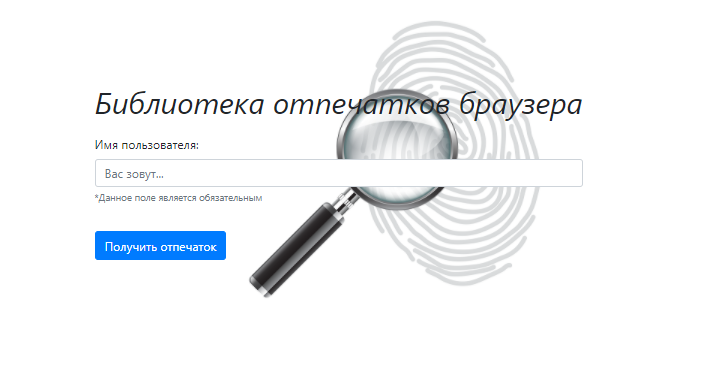 Библиотека отпечатков браузера
Имя пользователя:
Вас зовут...
*Данное поле является обязательным
Получить отпечаток